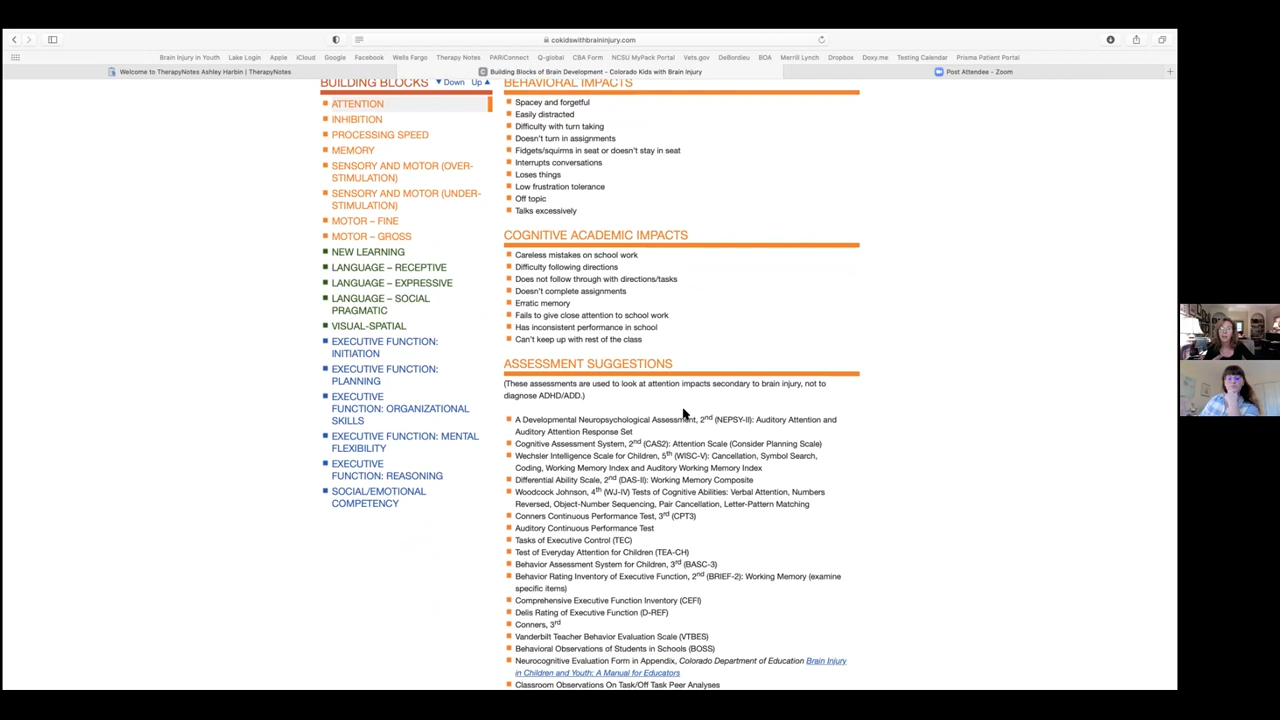 cokidswithbraininjury.com
Brain Injury in Youth Lake Login Apple iCloud Google Facebook Wells Fargo Therapy Notes PARiConnect Q-global CBA Form NCSU MyPack Portal Vets.gov DeBordieu BOA Merrill Lynch Dropbox Doxy.me Testing Calendar Prisma Patient Portal
Welcome to TherapyNotes Ashley Harbin | TherapyNotes
Building Blocks of Brain Development - Colorado Kids with Brain Injury
Post Attendee - Zoom
BUILDING BLOCKS ▼ Down Up ▲
ATTENTION
INHIBITION
PROCESSING SPEED
MEMORY
SENSORY AND MOTOR (OVER-
STIMULATION)
SENSORY AND MOTOR (UNDER-
STIMULATION)
MOTOR – FINE
MOTOR – GROSS
NEW LEARNING
LANGUAGE – RECEPTIVE
LANGUAGE – EXPRESSIVE
LANGUAGE – SOCIAL
PRAGMATIC
VISUAL-SPATIAL
EXECUTIVE FUNCTION:
INITIATION
EXECUTIVE FUNCTION:
PLANNING
EXECUTIVE
FUNCTION: ORGANIZATIONAL
SKILLS
EXECUTIVE FUNCTION: MENTAL
FLEXIBILITY
EXECUTIVE
FUNCTION: REASONING
SOCIAL/EMOTIONAL
COMPETENCY
BEHAVIORAL IMPACTS
Spacey and forgetful
Easily distracted
Difficulty with turn taking
Doesn't turn in assignments
Fidgets/squirms in seat or doesn't stay in seat
Interrupts conversations
Loses things
Low frustration tolerance
Off topic
Talks excessively
COGNITIVE ACADEMIC IMPACTS
Careless mistakes on school work
Difficulty following directions
Does not follow through with directions/tasks
Doesn't complete assignments
Erratic memory
Fails to give close attention to school work
Has inconsistent performance in school
Can't keep up with rest of the class
ASSESSMENT SUGGESTIONS
(These assessments are used to look at attention impacts secondary to brain injury, not to
diagnose ADHD/ADD.)
A Developmental Neuropsychological Assessment, 2nd (NEPSY-II): Auditory Attention and
Auditory Attention Response Set
Cognitive Assessment System, 2nd (CAS2): Attention Scale (Consider Planning Scale)
Wechsler Intelligence Scale for Children, 5th (WISC-V): Cancellation, Symbol Search,
Coding, Working Memory Index and Auditory Working Memory Index
Differential Ability Scale, 2nd (DAS-II): Working Memory Composite
Woodcock Johnson, 4th (WJ-IV) Tests of Cognitive Abilities: Verbal Attention, Numbers
Reversed, Object-Number Sequencing, Pair Cancellation, Letter-Pattern Matching
Conners Continuous Performance Test, 3rd (CPT3)
Auditory Continuous Performance Test
Tasks of Executive Control (TEC)
Test of Everyday Attention for Children (TEA-CH)
Behavior Assessment System for Children, 3rd (BASC-3)
Behavior Rating Inventory of Executive Function, 2nd (BRIEF-2): Working Memory (examine
specific items)
Comprehensive Executive Function Inventory (CEFI)
Delis Rating of Executive Function (D-REF)
Conners, 3rd
Vanderbilt Teacher Behavior Evaluation Scale (VTBES)
Behavioral Observations of Students in Schools (BOSS)
Neurocognitive Evaluation Form in Appendix, Colorado Department of Education Brain Injury
in Children and Youth: A Manual for Educators
Classroom Observations On Task/Off Task Peer Analyses